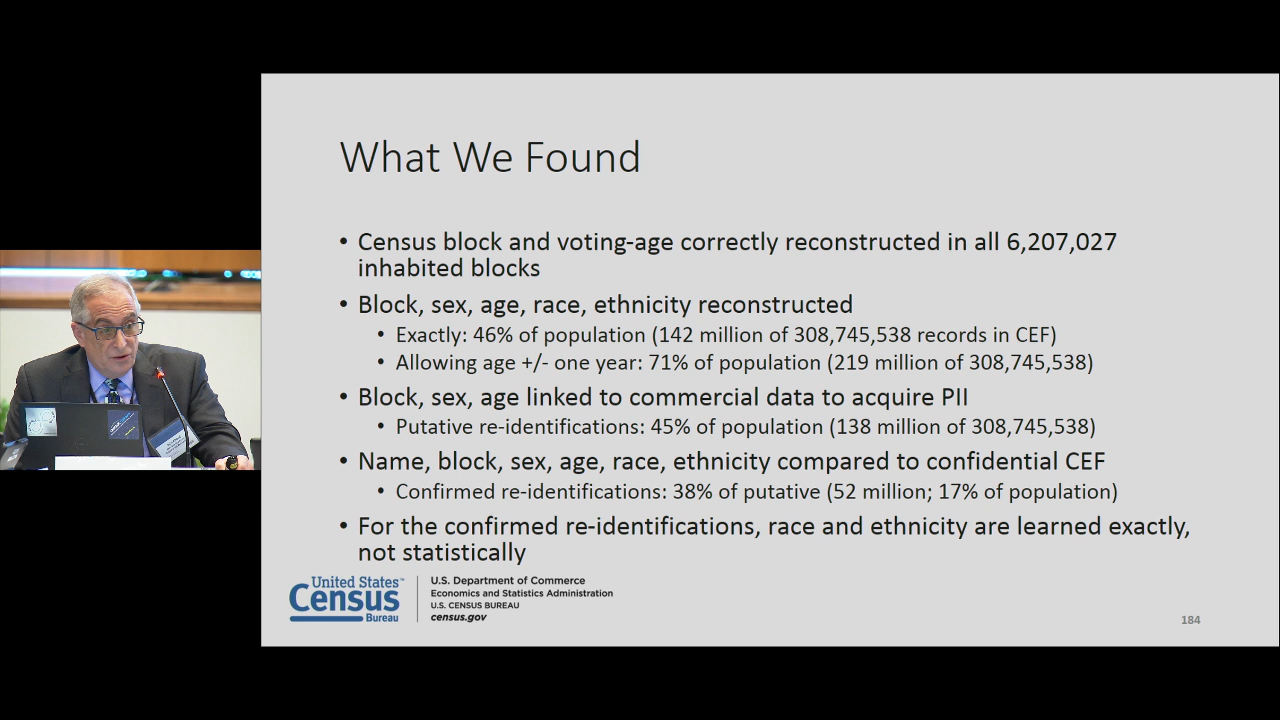 What We Found
• Census block and voting-age correctly reconstructed in all 6,207,027
inhabited blocks
• Block, sex, age, race, ethnicity reconstructed
• Exactly: 46% of population (142 million of 308,745,538 records in CEF)
• Allowing age +/- one year: 71% of population (219 million of 308,745,538)
• Block, sex, age linked to commercial data to acquire PII
• Putative re-identifications: 45% of population (138 million of 308,745,538)
• Name, block, sex, age, race, ethnicity compared to confidential CEF
• Confirmed re-identifications: 38% of putative (52 million; 17% of population)
• For the confirmed re-identifications, race and ethnicity are learned exactly,
not statistically
United States™
Census
Bureau
U.S. Department of Commerce
Economics and Statistics Administration
U.S. CENSUS BUREAU
census.gov
184